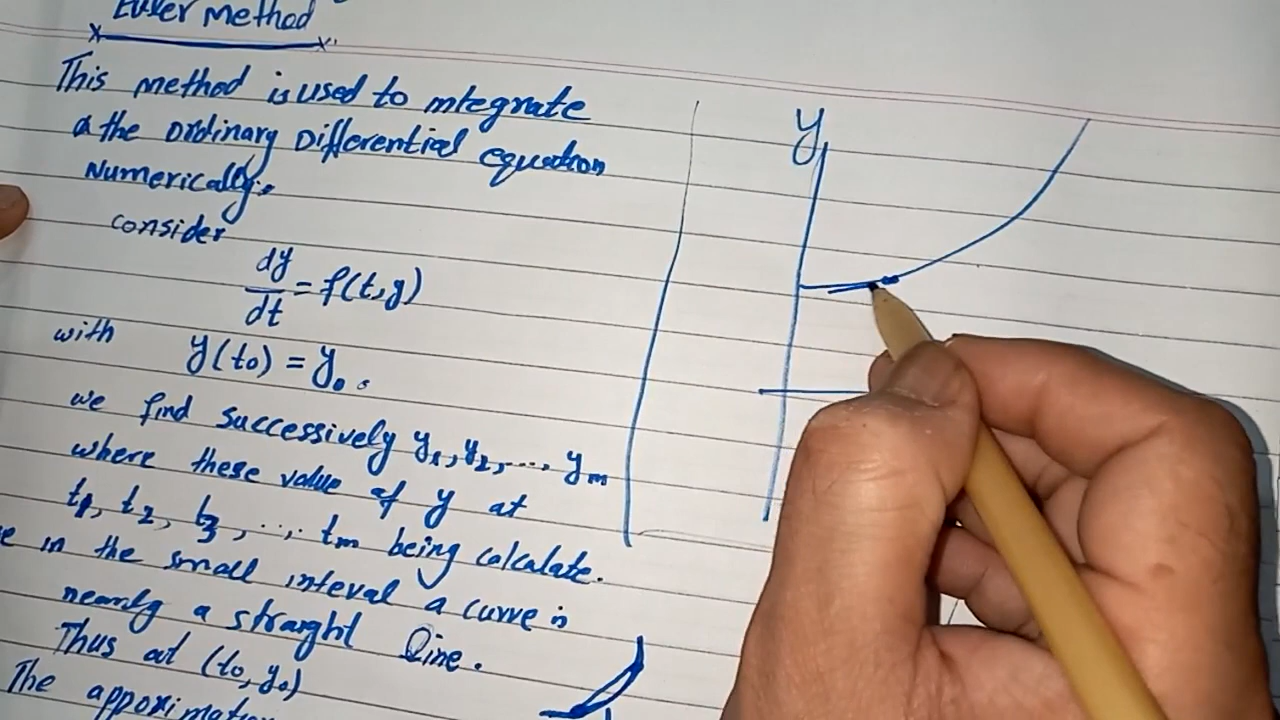 Euler Method
This method is used to integrate
the ordinary Differential equation
Numerically.
consider
dy/dt = f(t,y)
with y(t₀) = y₀.
we find successively y₁, y₂, ..., yₘ
where these value of y at
t₁, t₂, t₃, ..., tₘ being calculate.
in the small inteval a curve is
nearly a straight line.
Thus at (t₀, y₀)
The
y